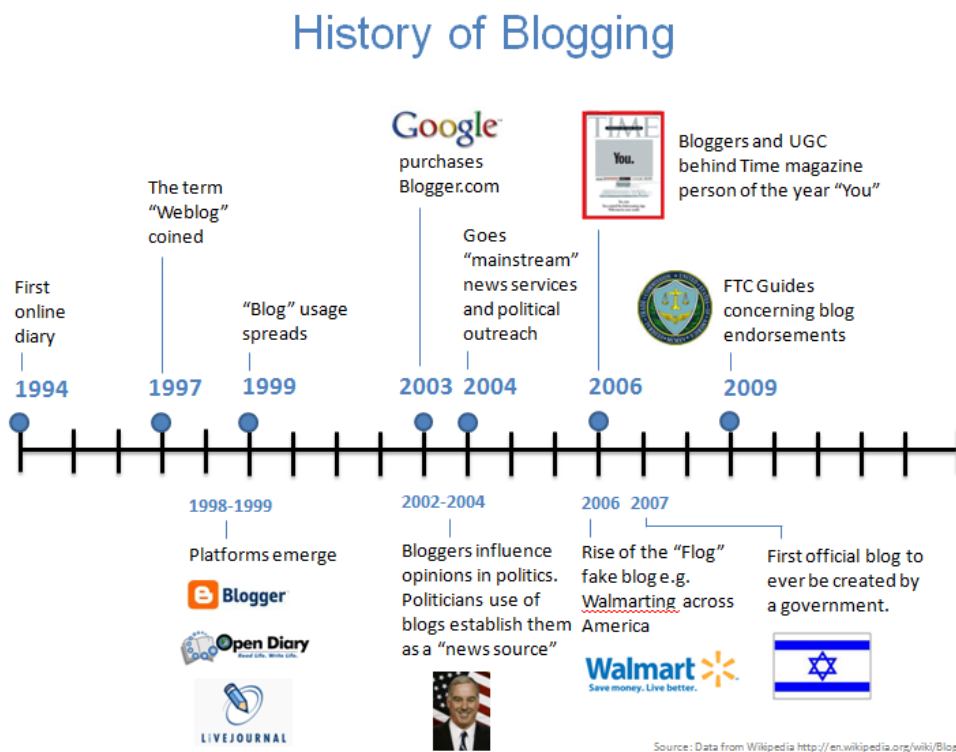 History of Blogging
Google
purchases
Blogger.com
TIME
You.
Bloggers and UGC
behind Time magazine
person of the year “You”
The term
“Weblog”
coined
Goes
“mainstream”
news services
and political
outreach
First
online
diary
“Blog” usage
spreads
FTC Guides
concerning blog
endorsements
1994
1997
1999
2003
2004
2006
2009
1998-1999
Platforms emerge
Blogger
Open Diary
Read Life. Write Life.
LIVEJOURNAL
2002-2004
Bloggers influence
opinions in politics.
Politicians use of
blogs establish them
as a “news source”
2006
Rise of the “Flog”
fake blog e.g.
Walmarting across
America
Walmart
Save money. Live better.
2007
First official blog to
ever be created by
a government.
Source: Data from Wikipedia http://en.wikipedia.org/wiki/Blog